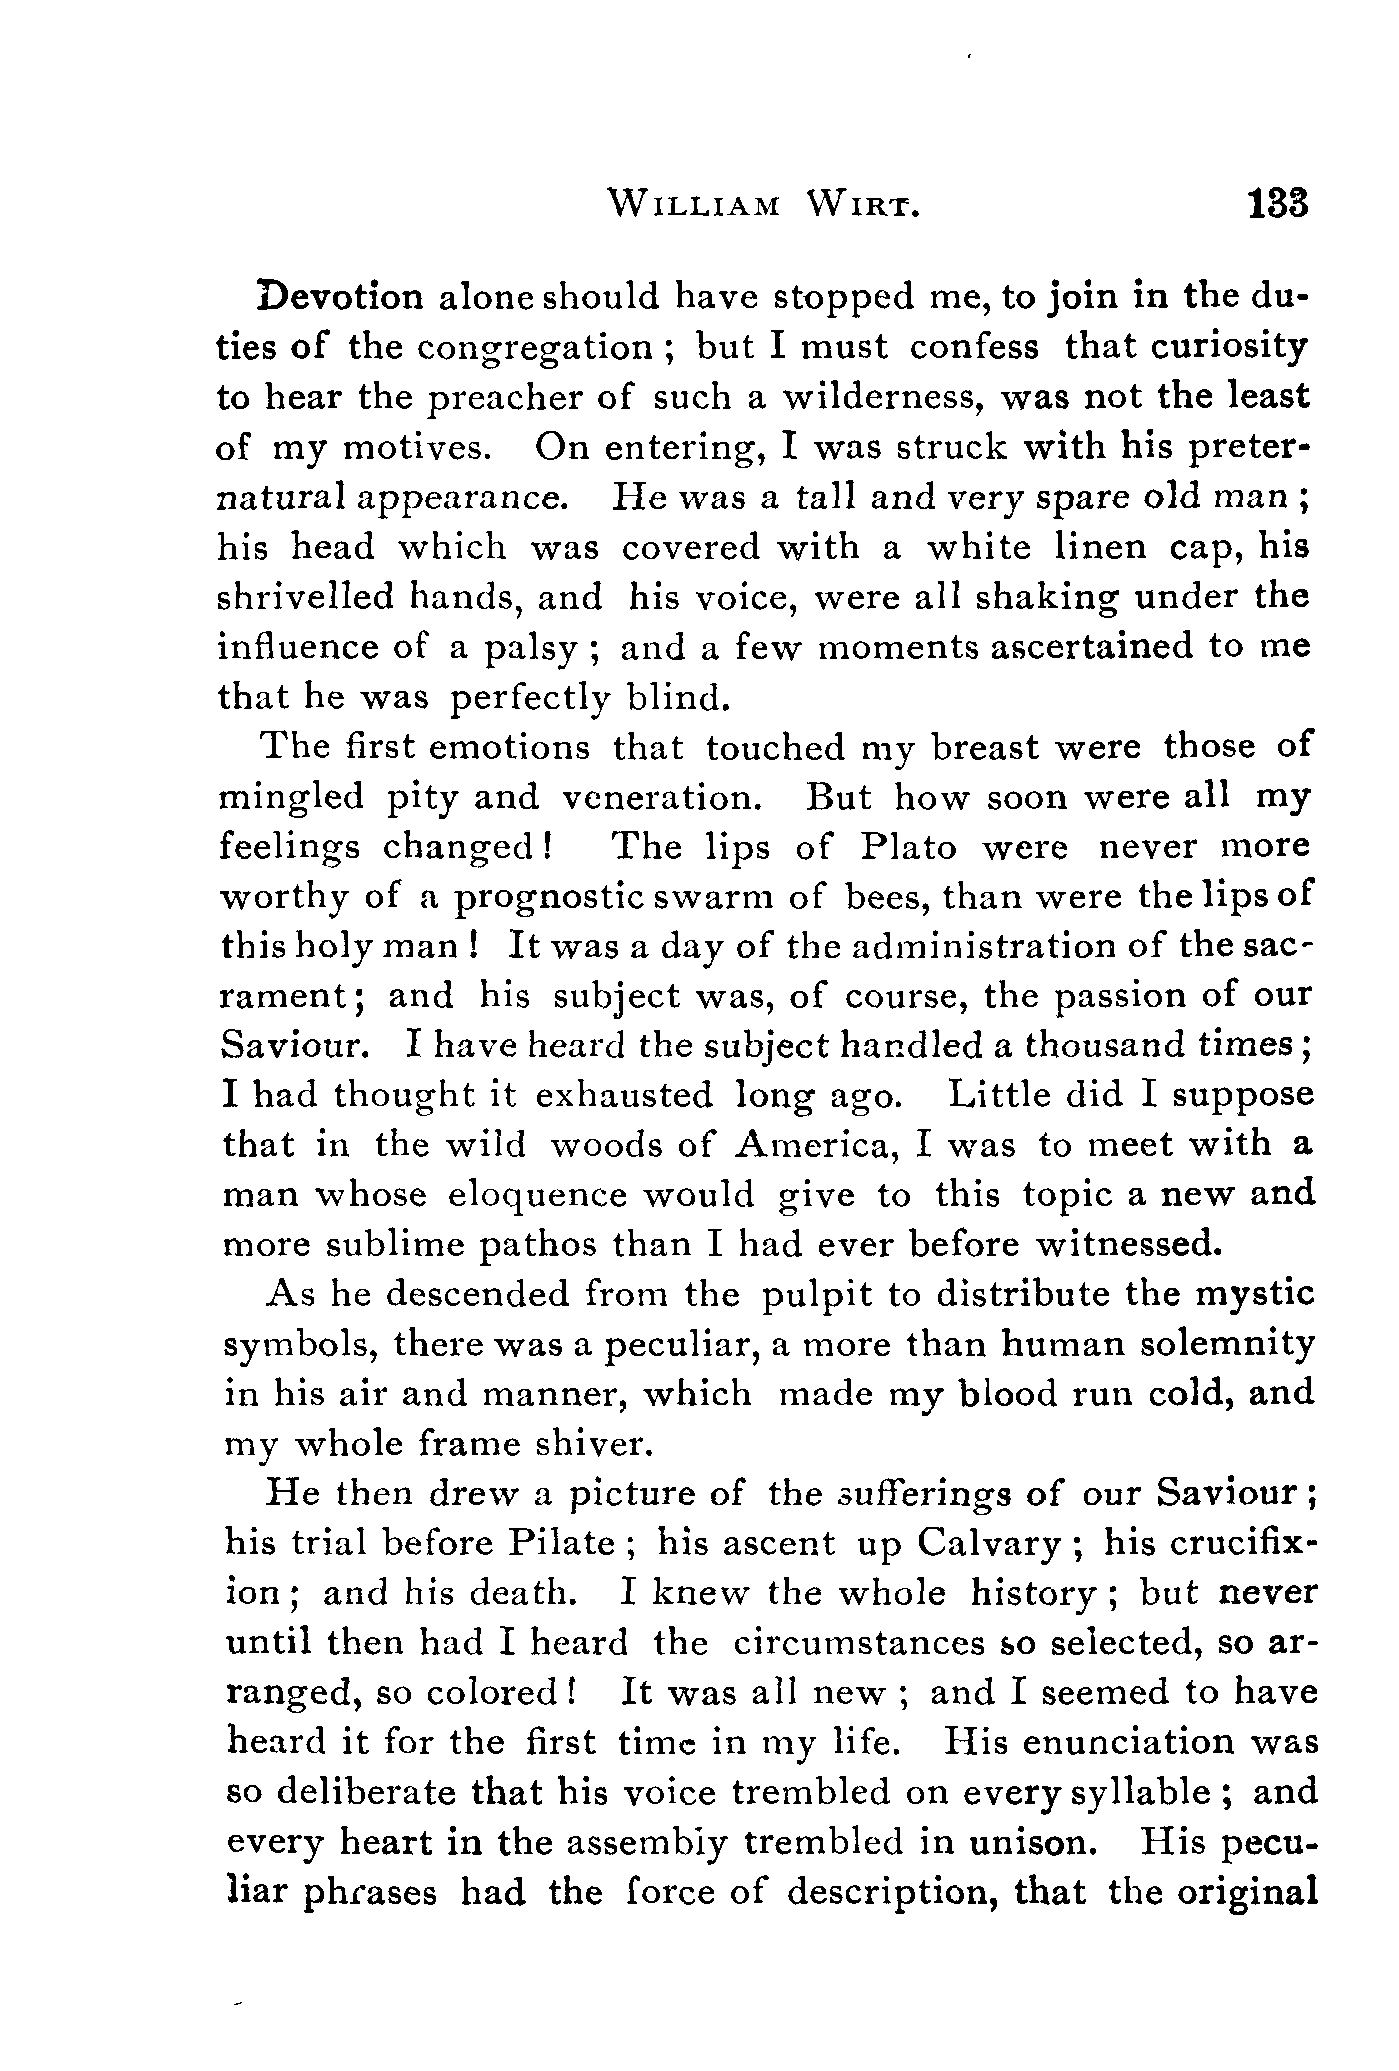 WILLIAM WIRT. 133
Devotion alone should have stopped me, to join in the du-
ties of the congregation ; but I must confess that curiosity
to hear the preacher of such a wilderness, was not the least
of my motives. On entering, I was struck with his preter-
natural appearance. He was a tall and very spare old man ;
his head which was covered with a white linen cap, his
shrivelled hands, and his voice, were all shaking under the
influence of a palsy ; and a few moments ascertained to me
that he was perfectly blind.
The first emotions that touched my breast were those of
mingled pity and veneration. But how soon were all my
feelings changed ! The lips of Plato were never more
worthy of a prognostic swarm of bees, than were the lips of
this holy man ! It was a day of the administration of the sac-
rament ; and his subject was, of course, the passion of our
Saviour. I have heard the subject handled a thousand times ;
I had thought it exhausted long ago. Little did I suppose
that in the wild woods of America, I was to meet with a
man whose eloquence would give to this topic a new and
more sublime pathos than I had ever before witnessed.
As he descended from the pulpit to distribute the mystic
symbols, there was a peculiar, a more than human solemnity
in his air and manner, which made my blood run cold, and
my whole frame shiver.
He then drew a picture of the sufferings of our Saviour ;
his trial before Pilate ; his ascent up Calvary ; his crucifix-
ion ; and his death. I knew the whole history ; but never
until then had I heard the circumstances so selected, so ar-
ranged, so colored ! It was all new ; and I seemed to have
heard it for the first time in my life. His enunciation was
so deliberate that his voice trembled on every syllable ; and
every heart in the assembly trembled in unison. His pecu-
liar phrases had the force of description, that the original